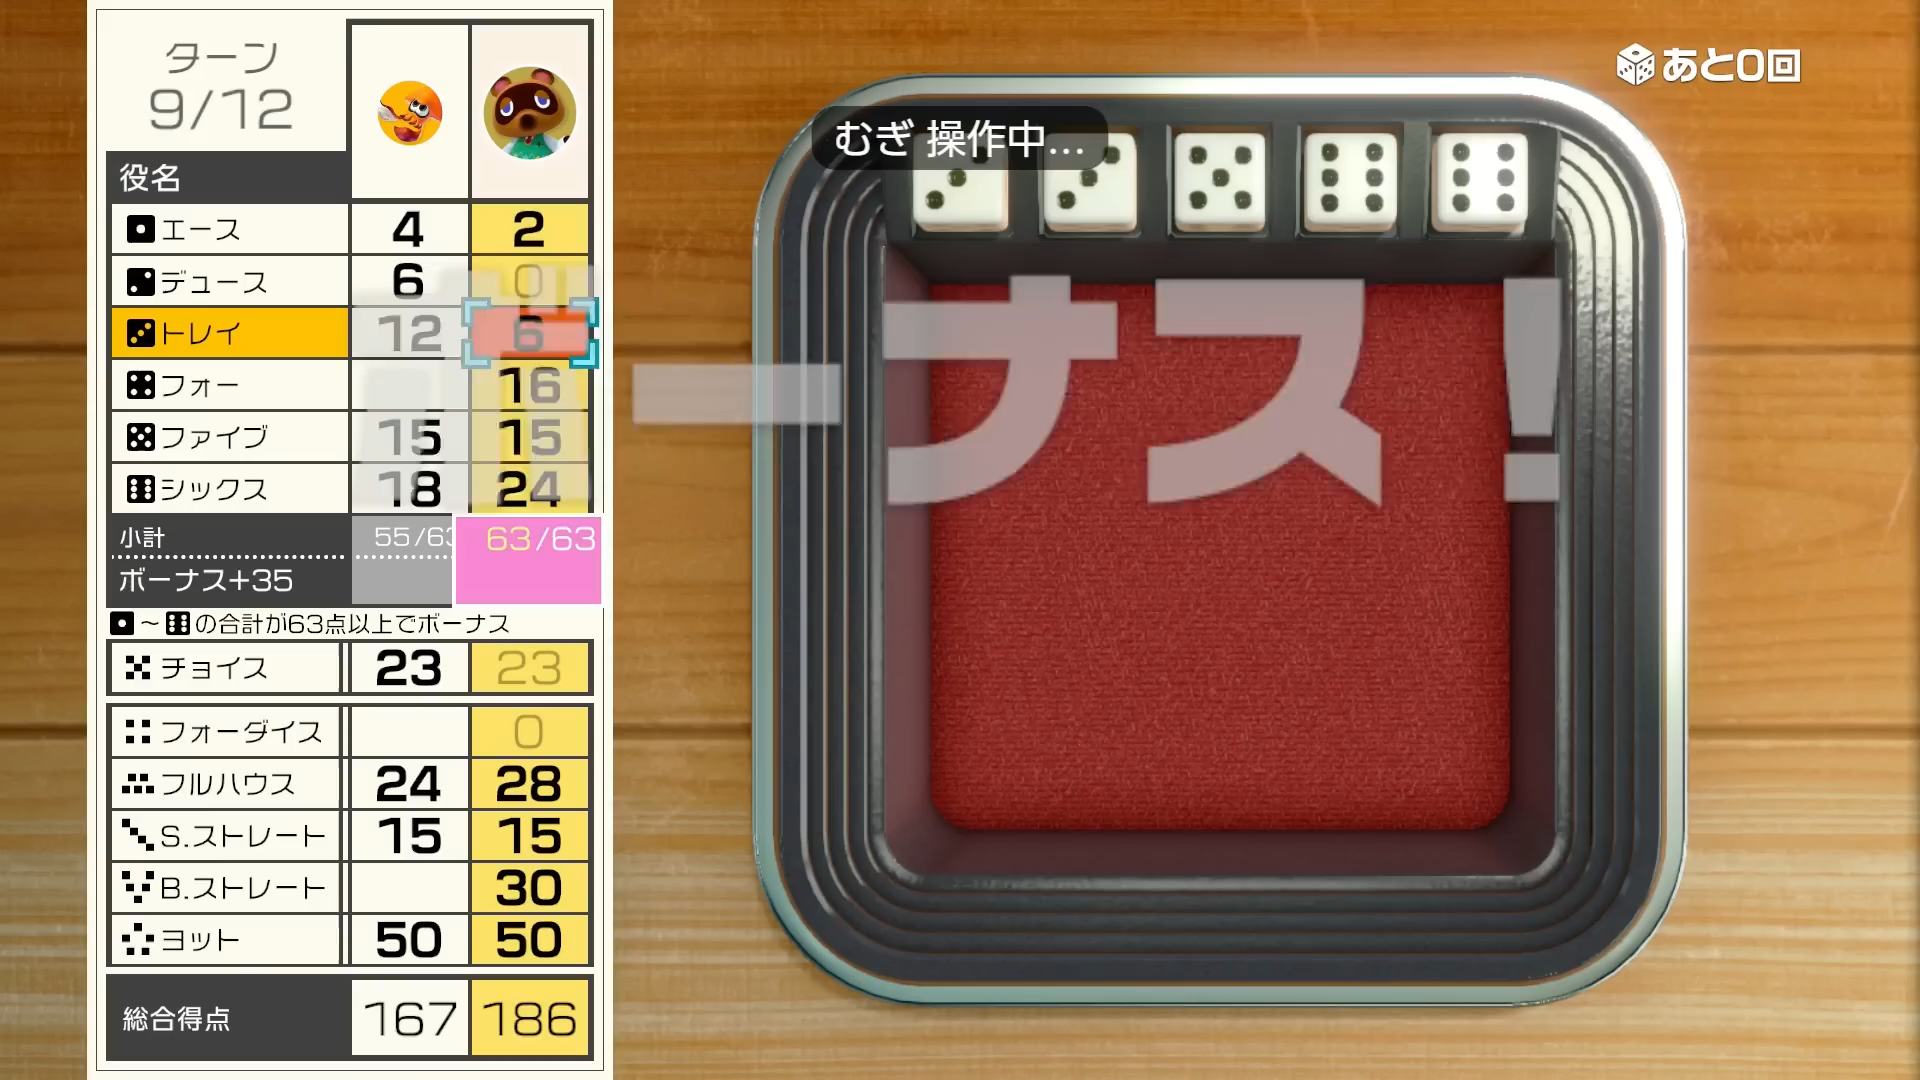 ターン
9/12
役名
エース 4 2
デュース 6 0
トレイ 12 6
フォー 16
ファイブ 15 15
シックス 18 24
小計 55/63 63/63
ボーナス+35
~ の合計が63点以上でボーナス
チョイス 23 23
フォーダイス 0
フルハウス 24 28
S.ストレート 15 15
B.ストレート 30
ヨット 50 50
総合得点 167 186
あと0回
むぎ 操作中…
ーナス!